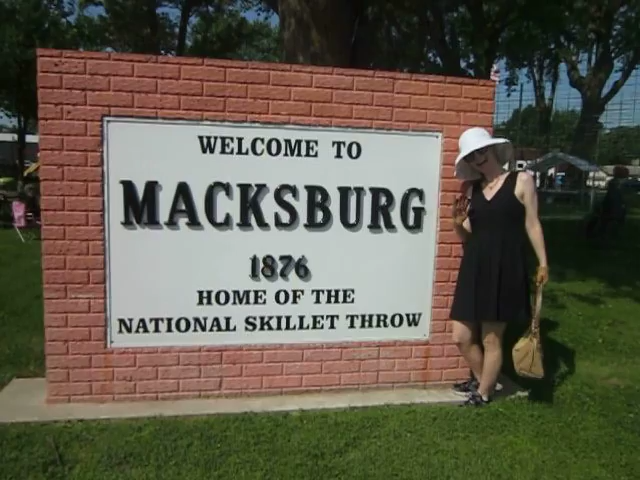 WELCOME TO
MACKSBURG
1876
HOME OF THE
NATIONAL SKILLET THROW